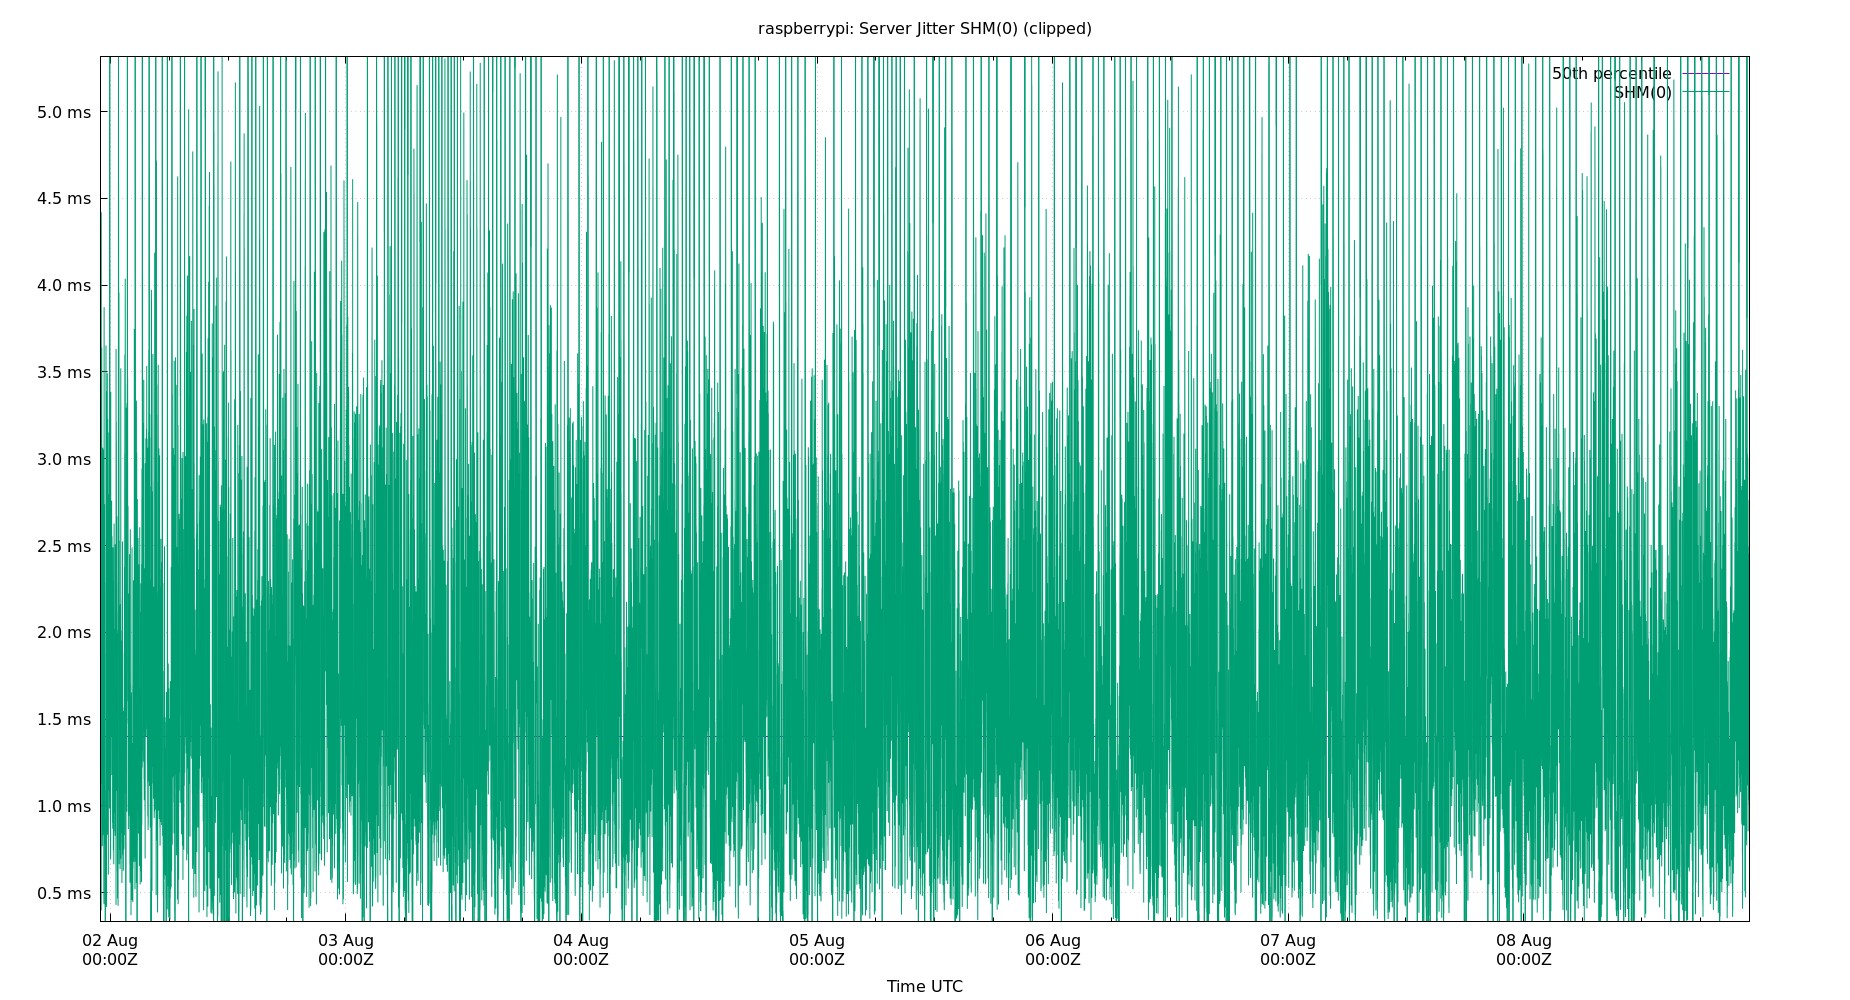 raspberrypi: Server Jitter SHM(0) (clipped)
50th percentile
SHM(0)
5.0 ms
4.5 ms
4.0 ms
3.5 ms
3.0 ms
2.5 ms
2.0 ms
1.5 ms
1.0 ms
0.5 ms
02 Aug 03 Aug 04 Aug 05 Aug 06 Aug 07 Aug 08 Aug
00:00Z 00:00Z 00:00Z 00:00Z 00:00Z 00:00Z 00:00Z
Time UTC